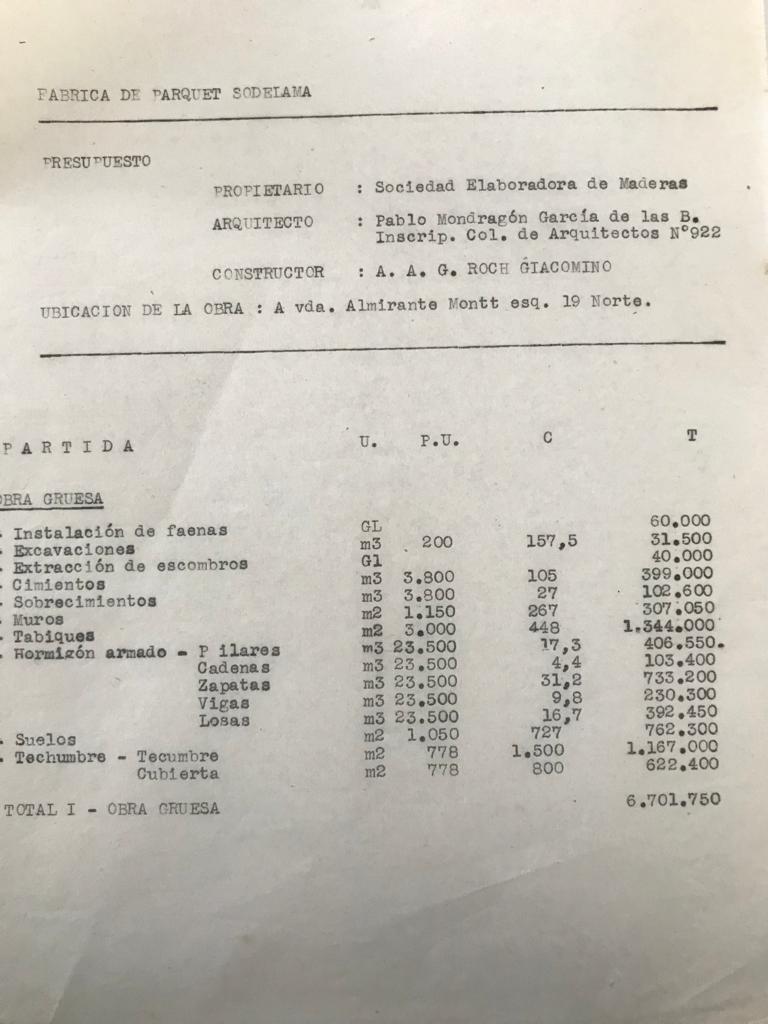 FABRICA DE PARQUET SODELAMA
PRESUPUESTO
PROPIETARIO : Sociedad Elaboradora de Maderas
ARQUITECTO : Pablo Mondragón García de las B.
Inscrip. Col. de Arquitectos N°922
CONSTRUCTOR : A. A. G. ROCH GIACOMINO
UBICACION DE LA OBRA : A vda. Almirante Montt esq. 19 Norte.
PARTIDA U. P.U. C T
OBRA GRUESA
. Instalación de faenas GL 60.000
. Excavaciones m3 200 157,5 31.500
. Extracción de escombros Gl 40.000
. Cimientos m3 3.800 105 399.000
. Sobrecimientos m3 3.800 27 102.600
. Muros m2 1.150 267 307.050
. Tabiques m2 3.000 448 1.344.000
. Hormigón armado - P ilares m3 23.500 17,3 406.550.
Cadenas m3 23.500 4,4 103.400
Zapatas m3 23.500 31,2 733.200
Vigas m3 23.500 9,8 230.300
Losas m3 23.500 16,7 392.450
. Suelos m2 1.050 727 762.300
. Techumbre - Tecumbre m2 778 1.500 1.167.000
Cubierta m2 778 800 622.400
TOTAL I - OBRA GRUESA 6.701.750